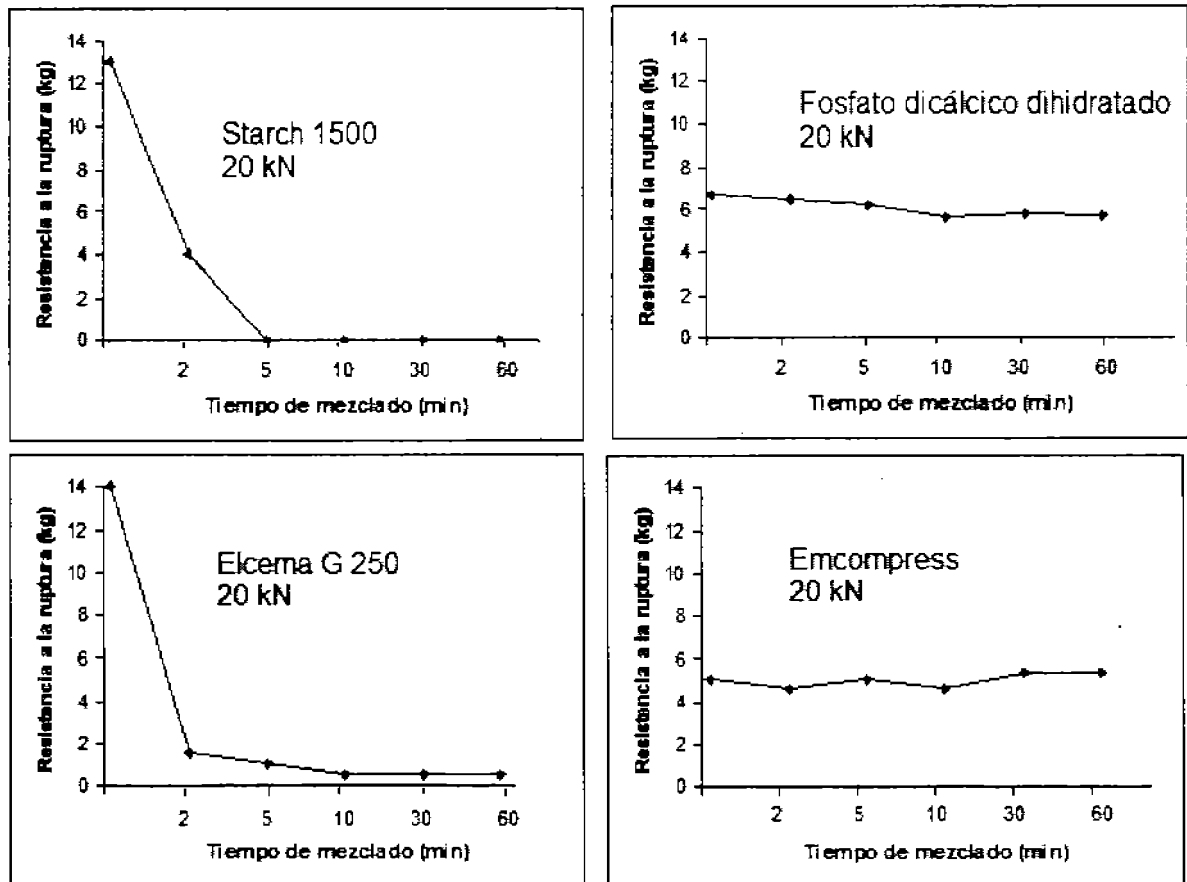 Resistencia a la ruptura (kg)
14
12
10
8
6
4
2
0
Starch 1500
20 kN
2 5 10 30 60
Tiempo de mezclado (min)
Resistencia a la ruptura (kg)
14
12
10
8
6
4
2
0
Fosfato dicálcico dihidratado
20 kN
2 5 10 30 60
Tiempo de mezclado (min)
Resistencia a la ruptura (kg)
14
12
10
8
6
4
2
0
Elcema G 250
20 kN
2 5 10 30 60
Tiempo de mezclado (min)
Resistencia a la ruptura (kg)
14
12
10
8
6
4
2
0
Emcompress
20 kN
2 5 10 30 60
Tiempo de mezclado (min)